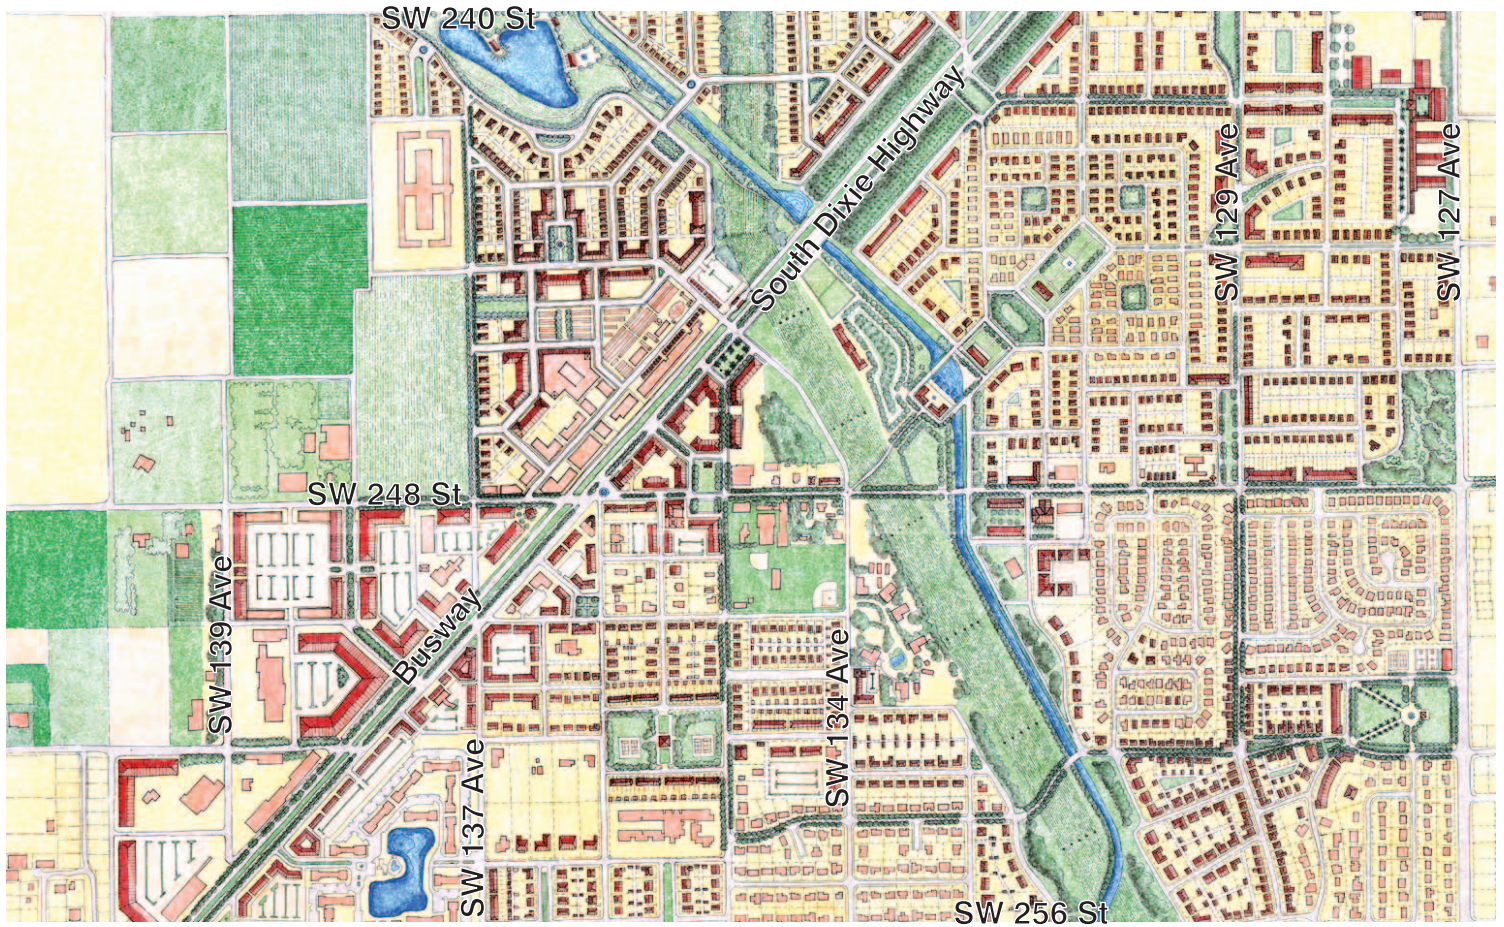 SW 240 St
South Dixie Highway
SW 129 Ave
SW 127 Ave
SW 248 St
SW 139 Ave
Busway
SW 134 Ave
SW 137 Ave
SW 256 St